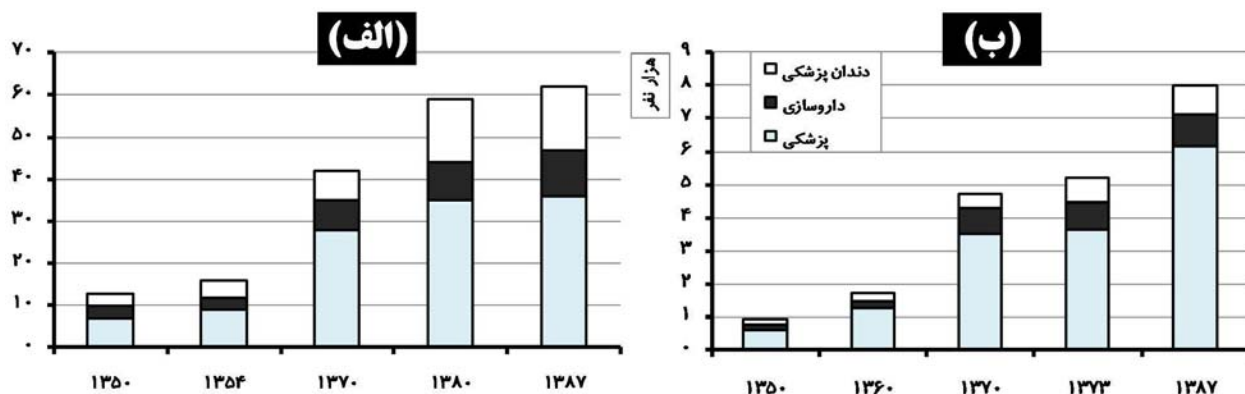 (الف)
۷۰
۶۰
۵۰
۴۰
۳۰
۲۰
۱۰
۰
۱۳۵۰ ۱۳۵۴ ۱۳۷۰ ۱۳۸۰ ۱۳۸۷
(ب)
هزار نفر
۹
۸
۷
۶
۵
۴
۳
۲
۱
۰
دندان پزشکی
داروسازی
پزشکی
۱۳۵۰ ۱۳۶۰ ۱۳۷۰ ۱۳۷۳ ۱۳۸۷